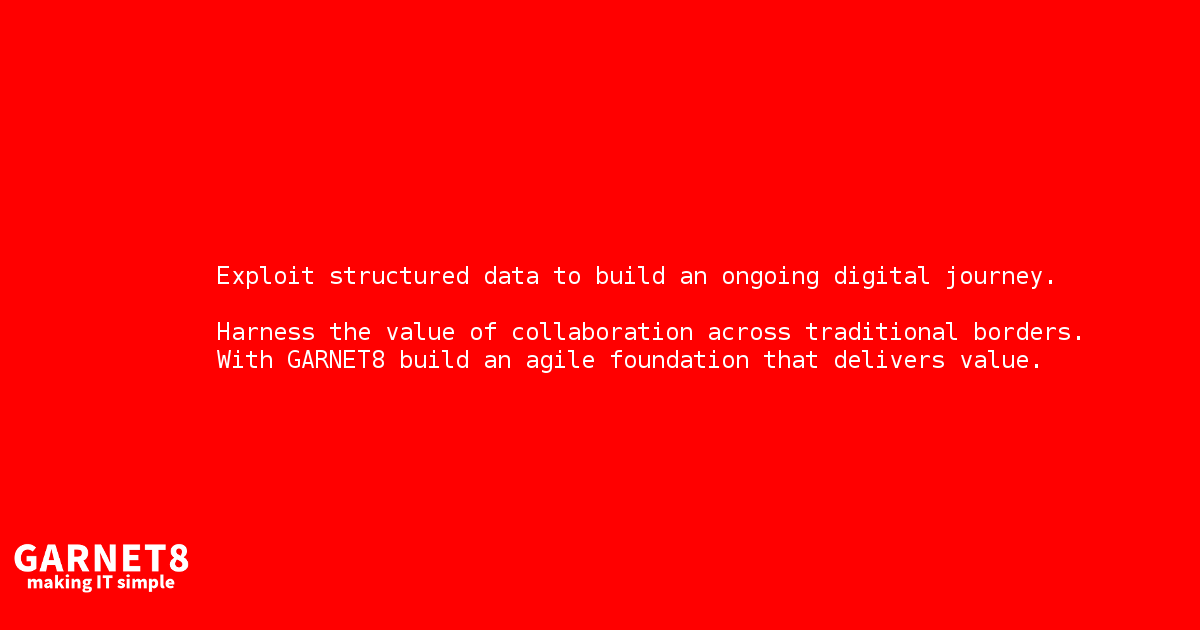 Exploit structured data to build an ongoing digital journey.
Harness the value of collaboration across traditional borders.
With GARNET8 build an agile foundation that delivers value.
GARNET8
making IT simple